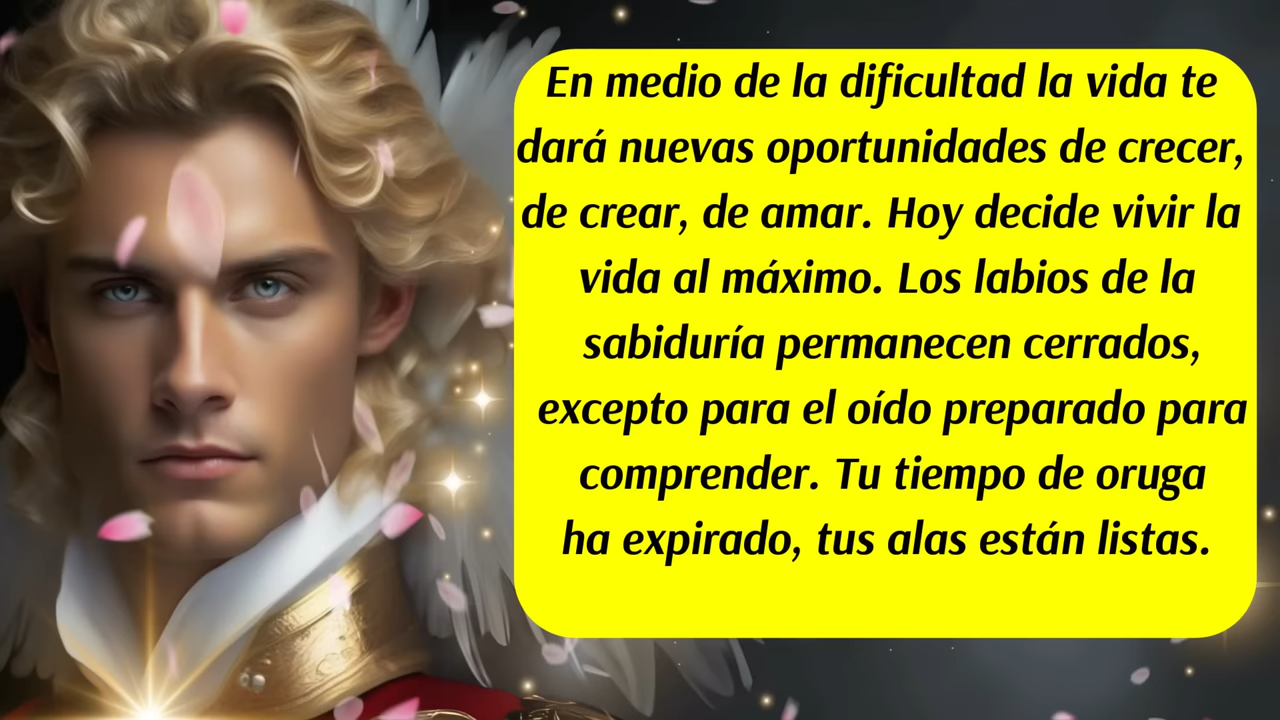 En medio de la dificultad la vida te
dará nuevas oportunidades de crecer,
de crear, de amar. Hoy decide vivir la
vida al máximo. Los labios de la
sabiduría permanecen cerrados,
excepto para el oído preparado para
comprender. Tu tiempo de oruga
ha expirado, tus alas están listas.